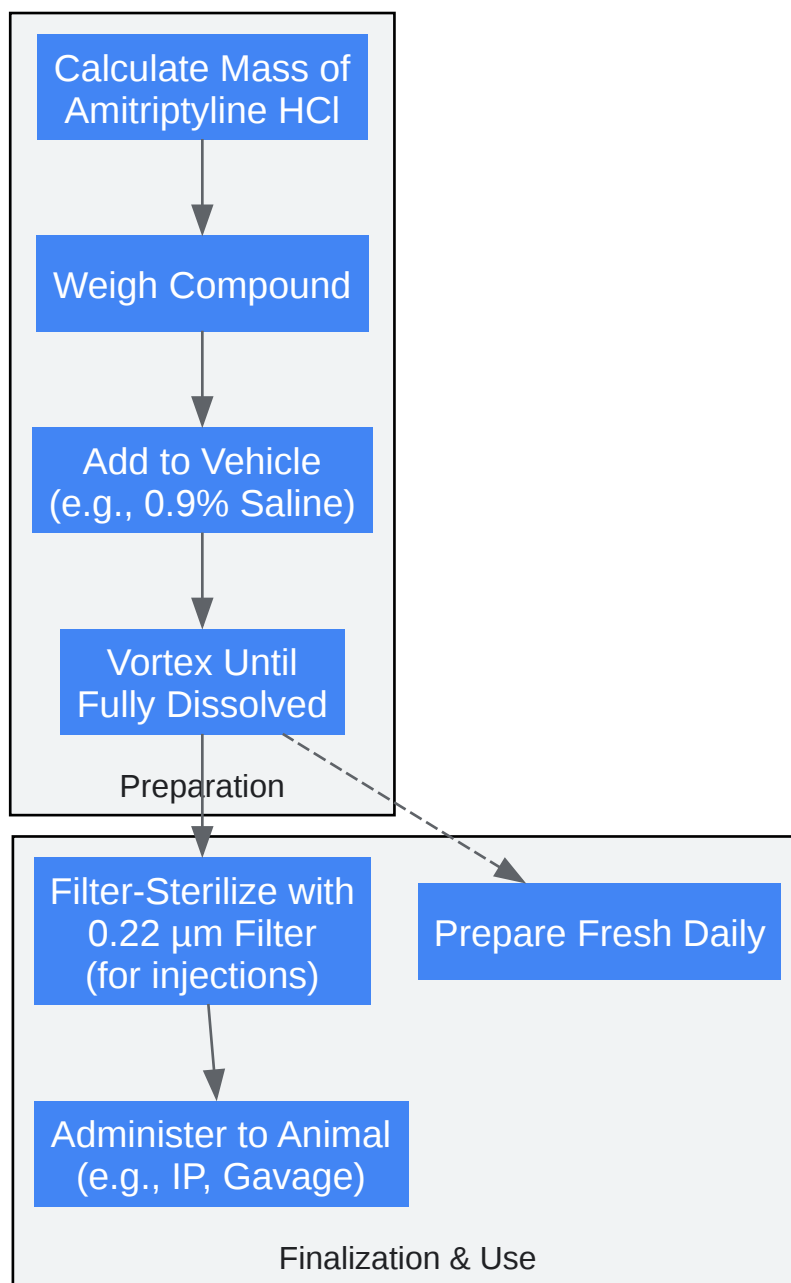 Calculate Mass of
Amitriptyline HCl
Weigh Compound
Add to Vehicle
(e.g., 0.9% Saline)
Vortex Until
Fully Dissolved
Preparation
Filter-Sterilize with
0.22 µm Filter
(for injections)
Prepare Fresh Daily
Administer to Animal
(e.g., IP, Gavage)
Finalization & Use